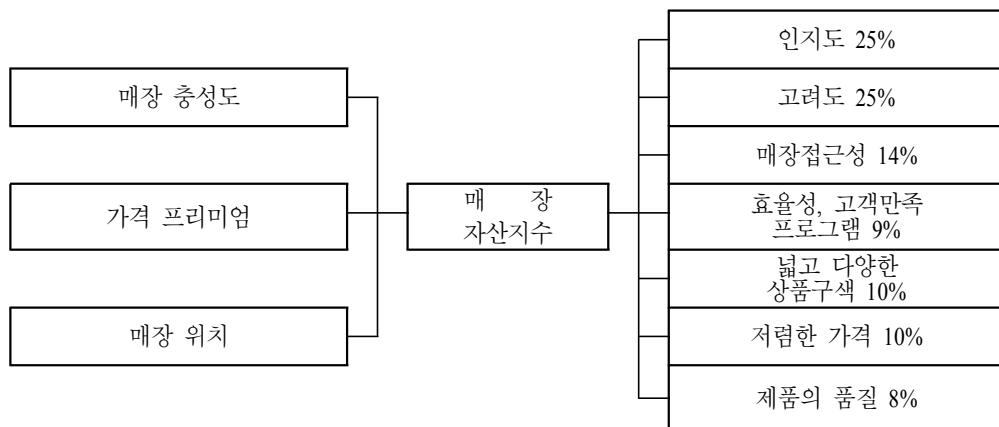 매장 충성도
가격 프리미엄
매장 위치
매 장
자산지수
인지도 25%
고려도 25%
매장접근성 14%
효율성, 고객만족
프로그램 9%
넓고 다양한
상품구색 10%
저렴한 가격 10%
제품의 품질 8%